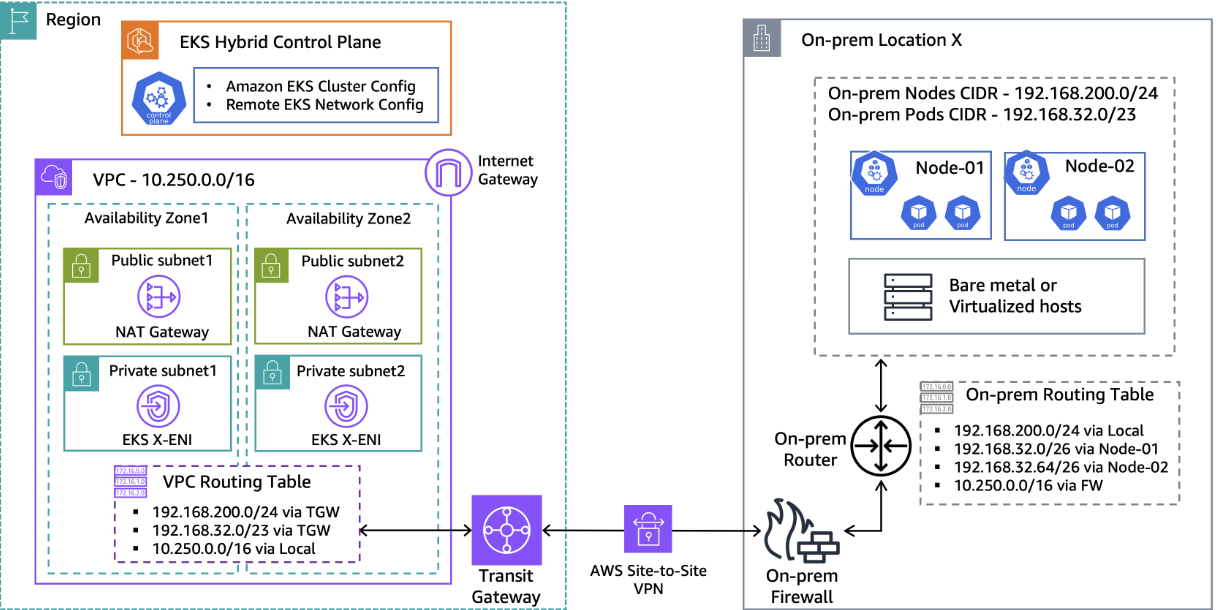 Region
EKS Hybrid Control Plane
control
plane
• Amazon EKS Cluster Config
• Remote EKS Network Config
VPC - 10.250.0.0/16
Internet
Gateway
Availability Zone1
Availability Zone2
Public subnet1
NAT Gateway
Public subnet2
NAT Gateway
Private subnet1
EKS X-ENI
Private subnet2
EKS X-ENI
172.16.0.0
172.16.1.0
172.16.2.0
VPC Routing Table
▪ 192.168.200.0/24 via TGW
▪ 192.168.32.0/23 via TGW
▪ 10.250.0.0/16 via Local
Transit
Gateway
AWS Site-to-Site
VPN
On-prem Location X
On-prem Nodes CIDR - 192.168.200.0/24
On-prem Pods CIDR - 192.168.32.0/23
node
Node-01
pod
pod
node
Node-02
pod
pod
Bare metal or
Virtualized hosts
On-prem
Router
172.16.0.0
172.16.1.0
172.16.2.0
On-prem Routing Table
▪ 192.168.200.0/24 via Local
▪ 192.168.32.0/26 via Node-01
▪ 192.168.32.64/26 via Node-02
▪ 10.250.0.0/16 via FW
On-prem
Firewall